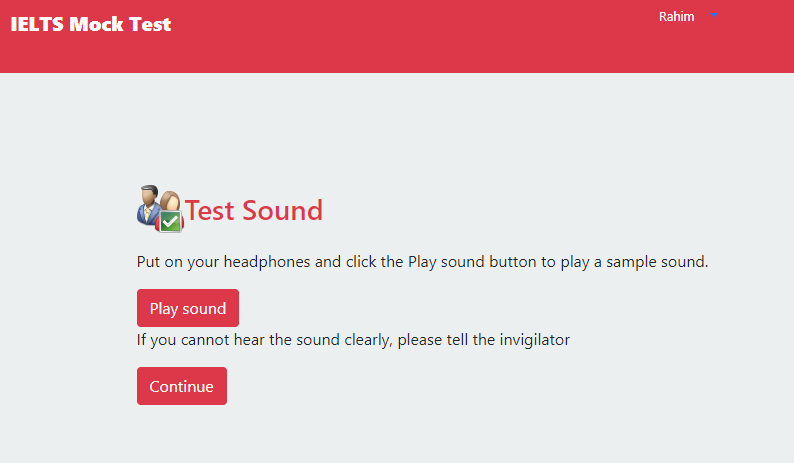 IELTS Mock Test
Rahim
Test Sound
Put on your headphones and click the Play sound button to play a sample sound.
Play sound
If you cannot hear the sound clearly, please tell the invigilator
Continue